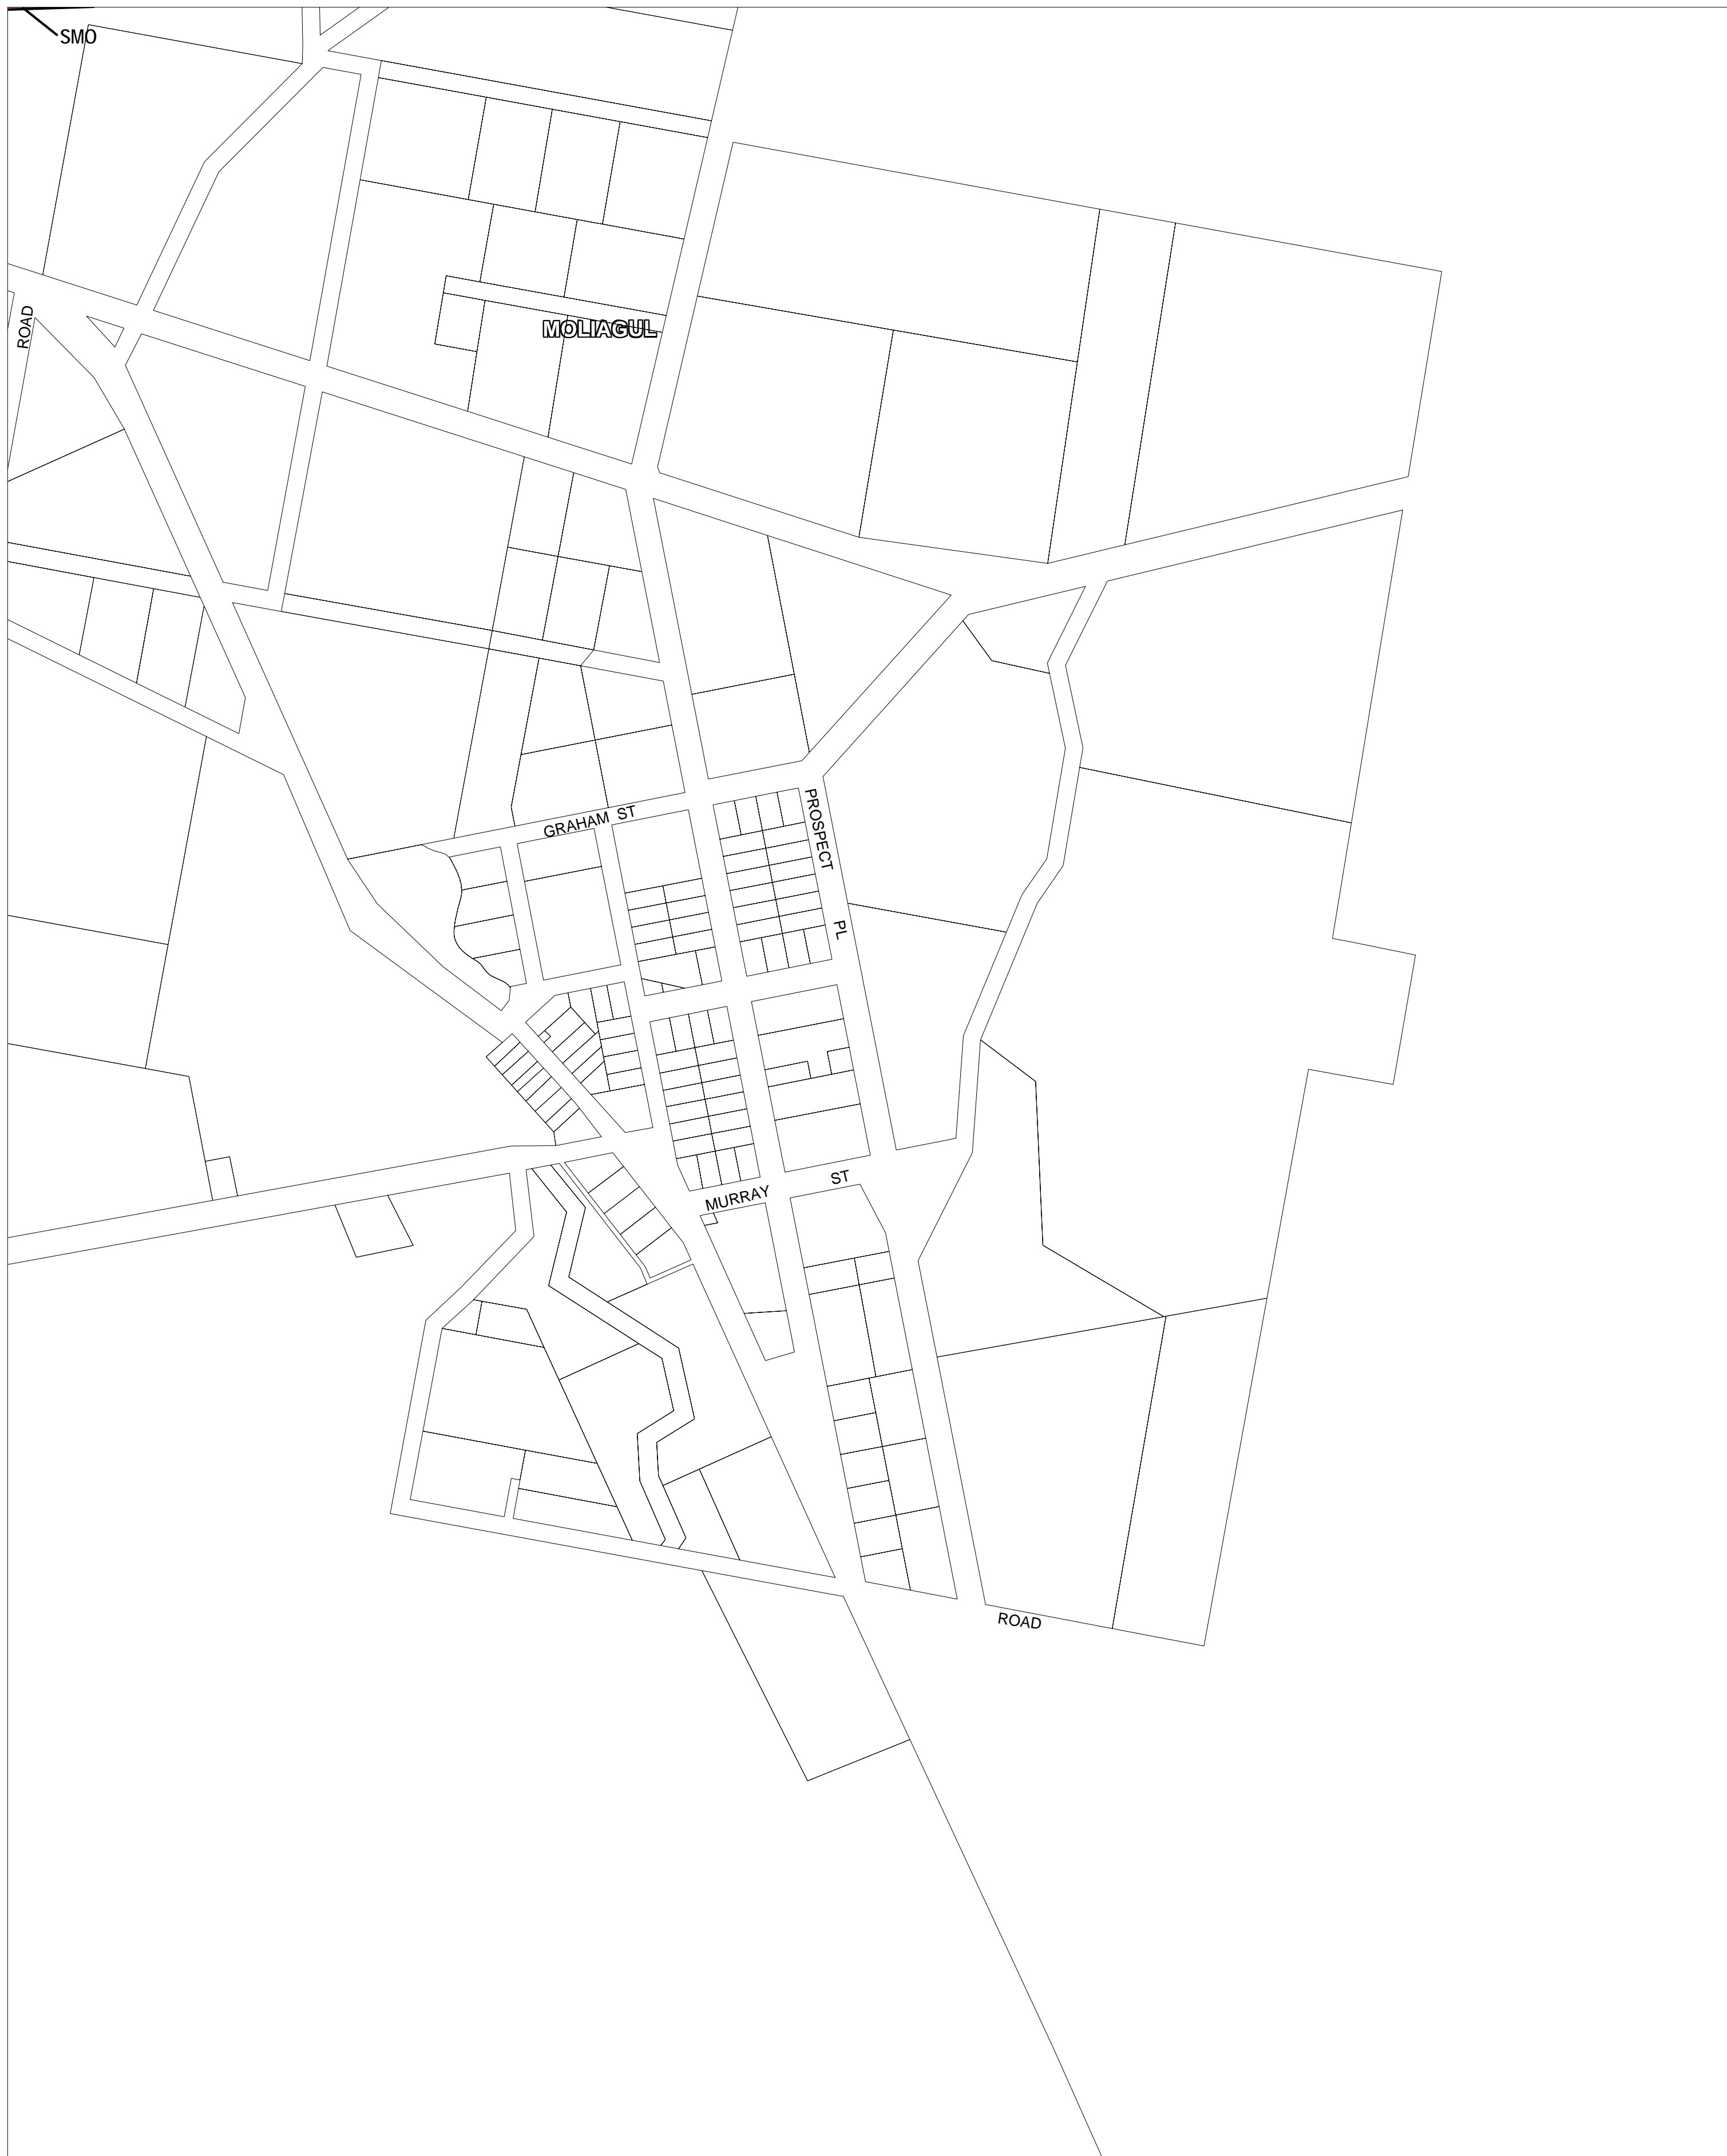 SMO
ROAD
MOLIAGUL
GRAHAM ST
PROSPECT PL
MURRAY ST
ROAD